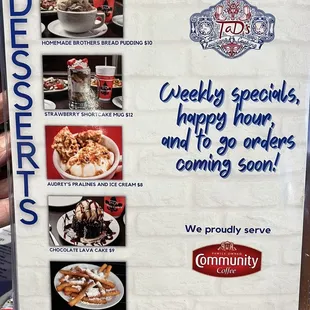 DESSERTS
HOMEMADE BROTHERS BREAD PUDDING $10
STRAWBERRY SHORTCAKE MUG $12
AUDREY'S PRALINES AND ICE CREAM $8
CHOCOLATE LAVA CAKE $9
TaD's
Weekly specials,
happy hour,
and to go orders
coming soon!
We proudly serve
Community
Coffee